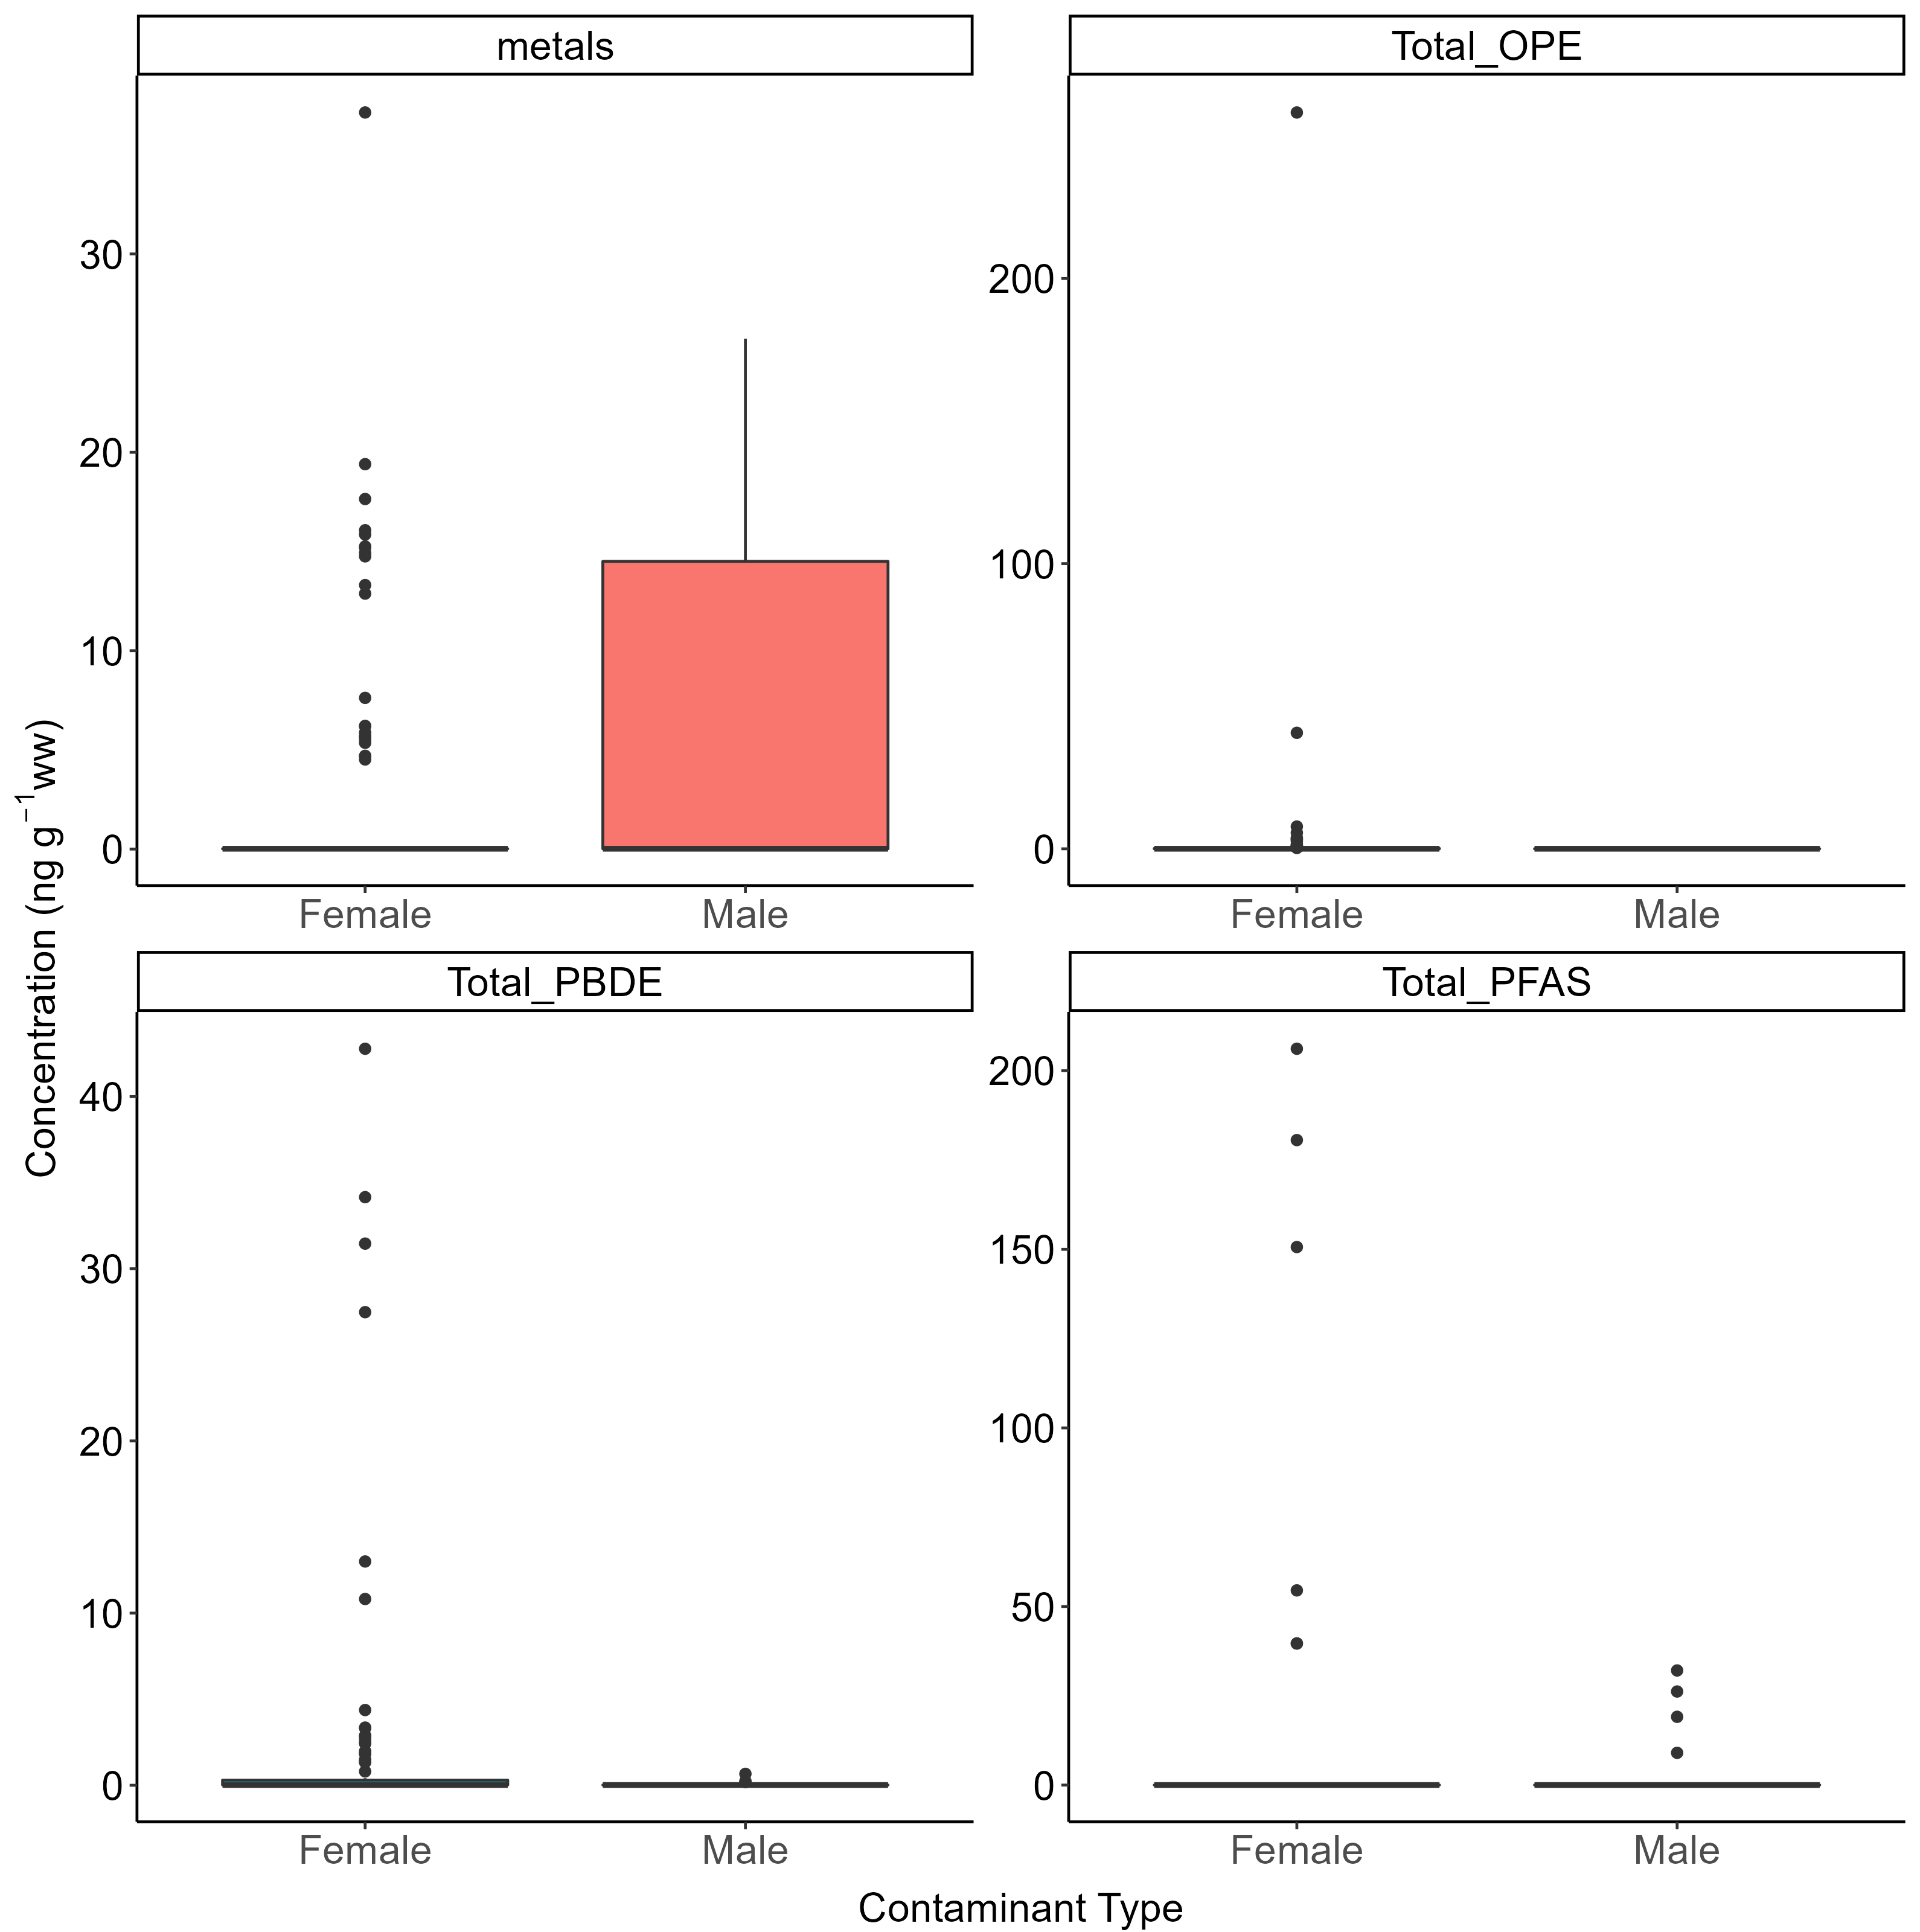 metals
Total_OPE
30
20
10
0
200
100
0
Female
Male
Female
Male
Concentration (ng g⁻¹ww)
Total_PBDE
Total_PFAS
40
30
20
10
0
200
150
100
50
0
Female
Male
Female
Male
Contaminant Type